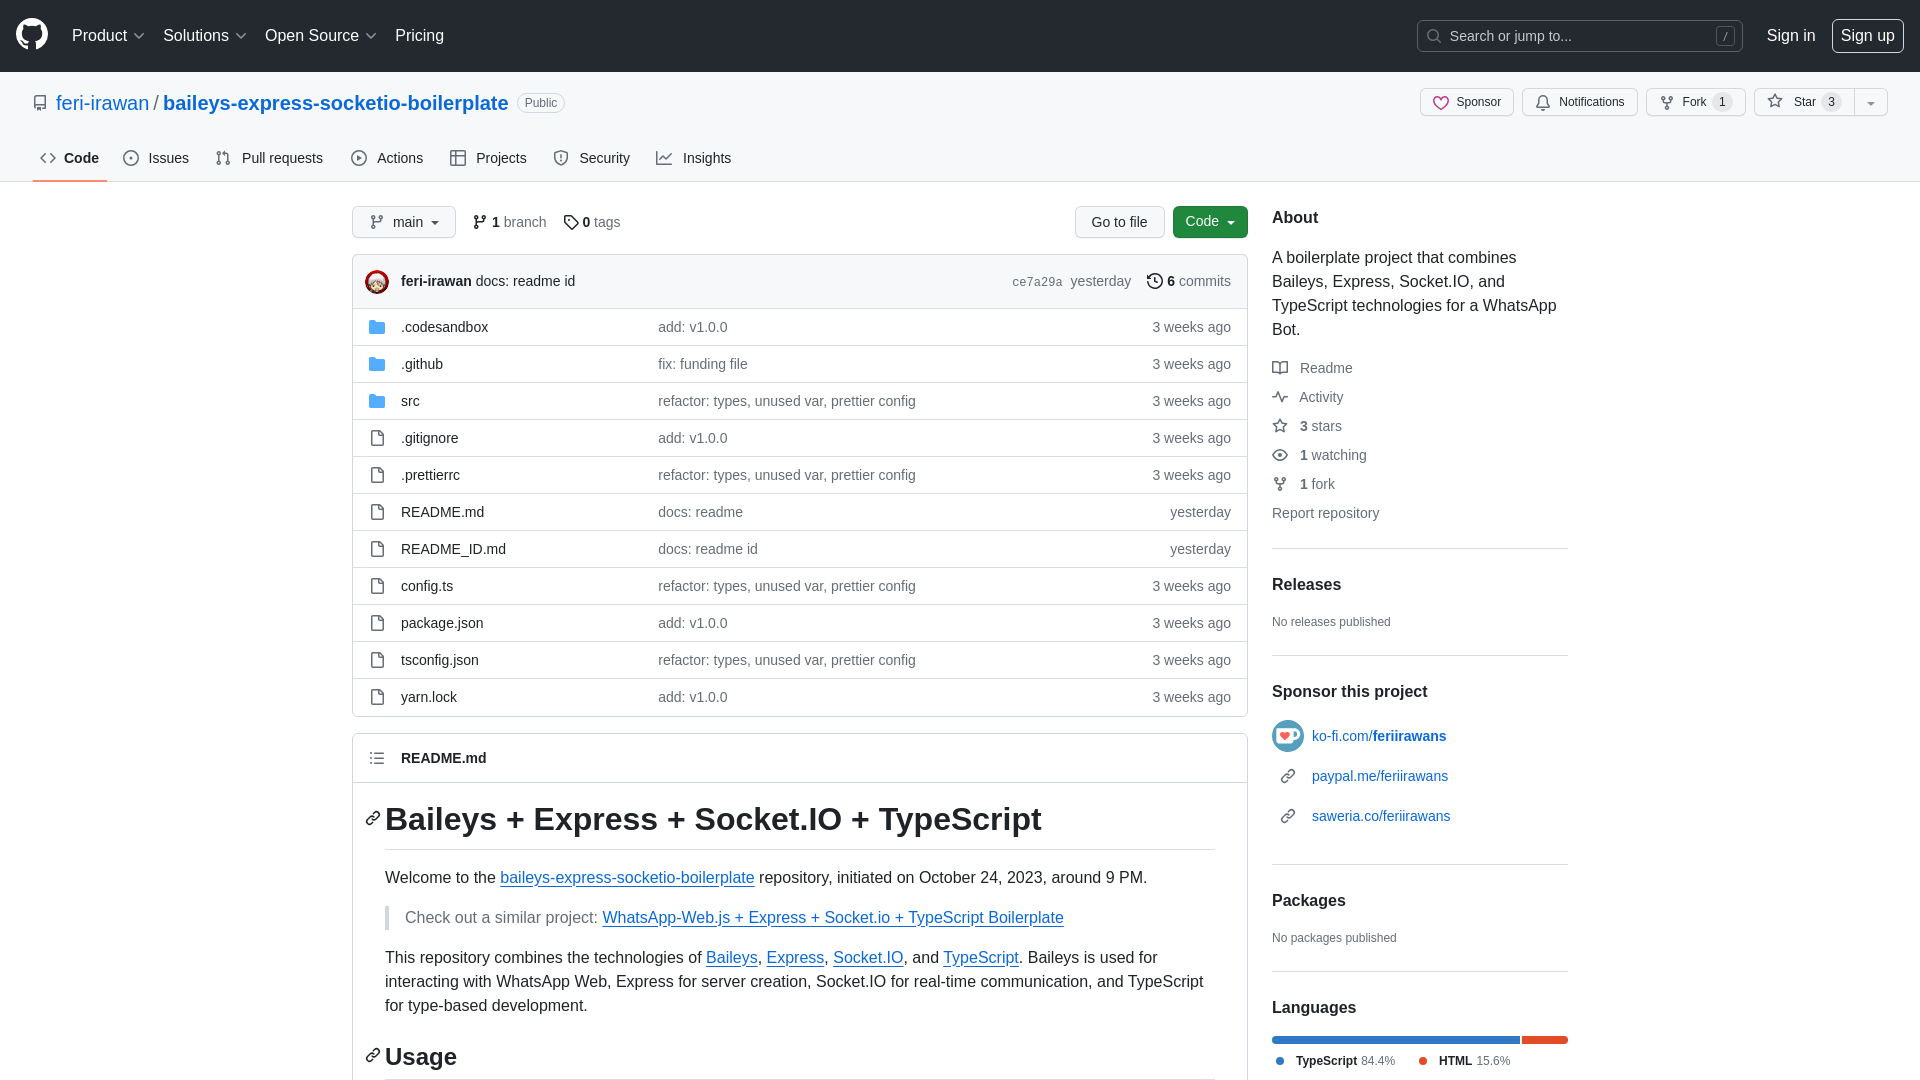 Product Solutions Open Source Pricing Search or jump to... / Sign in Sign up
feri-irawan / baileys-express-socketio-boilerplate Public Sponsor Notifications Fork 1 Star 3
Code Issues Pull requests Actions Projects Security Insights
main 1 branch 0 tags Go to file Code
feri-irawan docs: readme id ce7a29a yesterday 6 commits
.codesandbox add: v1.0.0 3 weeks ago
.github fix: funding file 3 weeks ago
src refactor: types, unused var, prettier config 3 weeks ago
.gitignore add: v1.0.0 3 weeks ago
.prettierrc refactor: types, unused var, prettier config 3 weeks ago
README.md docs: readme yesterday
README_ID.md docs: readme id yesterday
config.ts refactor: types, unused var, prettier config 3 weeks ago
package.json add: v1.0.0 3 weeks ago
tsconfig.json refactor: types, unused var, prettier config 3 weeks ago
yarn.lock add: v1.0.0 3 weeks ago
README.md
Baileys + Express + Socket.IO + TypeScript
Welcome to the baileys-express-socketio-boilerplate repository, initiated on October 24, 2023, around 9 PM.
Check out a similar project: WhatsApp-Web.js + Express + Socket.io + TypeScript Boilerplate
This repository combines the technologies of Baileys, Express, Socket.IO, and TypeScript. Baileys is used for
interacting with WhatsApp Web, Express for server creation, Socket.IO for real-time communication, and TypeScript
for type-based development.
Usage
About
A boilerplate project that combines
Baileys, Express, Socket.IO, and
TypeScript technologies for a WhatsApp
Bot.
Readme
Activity
3 stars
1 watching
1 fork
Report repository
Releases
No releases published
Sponsor this project
ko-fi.com/feriirawans
paypal.me/feriirawans
saweria.co/feriirawans
Packages
No packages published
Languages
TypeScript 84.4% HTML 15.6%